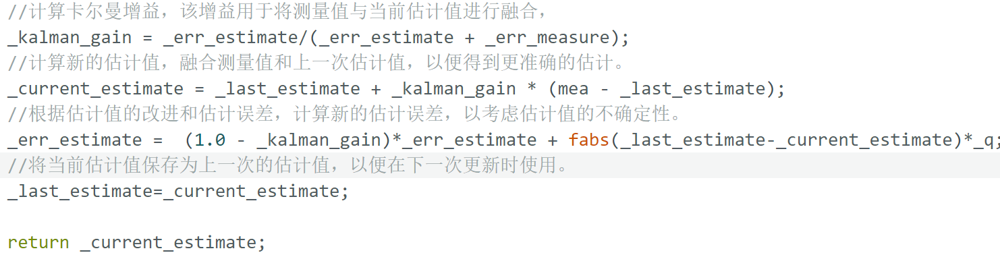 //计算卡尔曼增益，该增益用于将测量值与当前估计值进行融合，
_kalman_gain = _err_estimate/(_err_estimate + _err_measure);
//计算新的估计值，融合测量值和上一次估计值，以便得到更准确的估计。
_current_estimate = _last_estimate + _kalman_gain * (mea - _last_estimate);
//根据估计值的改进和估计误差，计算新的估计误差，以考虑估计值的不确定性。
_err_estimate =  (1.0 - _kalman_gain)*_err_estimate + fabs(_last_estimate-_current_estimate)*_q;
//将当前估计值保存为上一次的估计值，以便在下一次更新时使用。
_last_estimate=_current_estimate;
return _current_estimate;